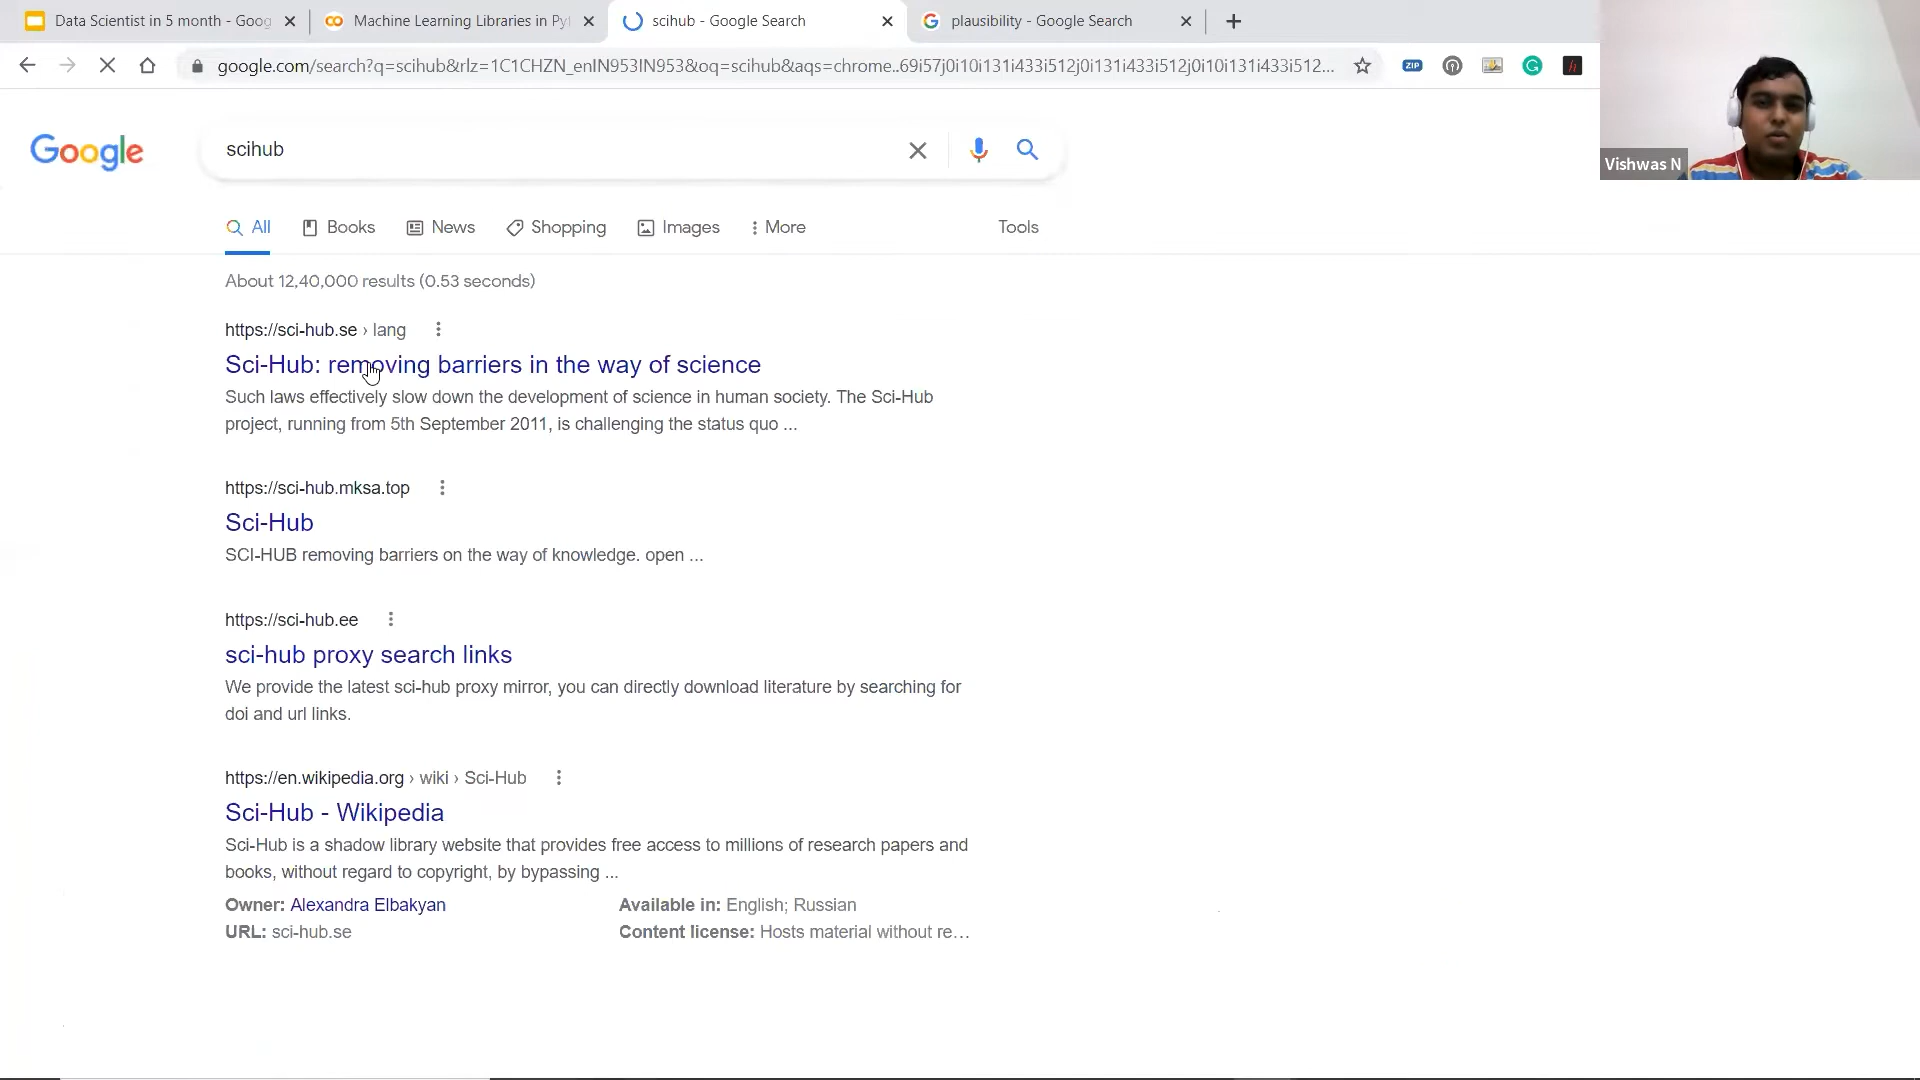 Data Scientist in 5 month - Goog
Machine Learning Libraries in Pyt
scihub - Google Search
plausibility - Google Search
google.com/search?q=scihub&rlz=1C1CHZN_enIN953IN953&oq=scihub&aqs=chrome..69i57j0i10i131i433i512j0i131i433i512j0i10i131i433i512...
ZIP
Vishwas N
Google
scihub
All
Books
News
Shopping
Images
More
Tools
About 12,40,000 results (0.53 seconds)
https://sci-hub.se › lang
Sci-Hub: removing barriers in the way of science
Such laws effectively slow down the development of science in human society. The Sci-Hub
project, running from 5th September 2011, is challenging the status quo ...
https://sci-hub.mksa.top
Sci-Hub
SCI-HUB removing barriers on the way of knowledge. open ...
https://sci-hub.ee
sci-hub proxy search links
We provide the latest sci-hub proxy mirror, you can directly download literature by searching for
doi and url links.
https://en.wikipedia.org › wiki › Sci-Hub
Sci-Hub - Wikipedia
Sci-Hub is a shadow library website that provides free access to millions of research papers and
books, without regard to copyright, by bypassing ...
Owner: Alexandra Elbakyan
Available in: English; Russian
URL: sci-hub.se
Content license: Hosts material without re...